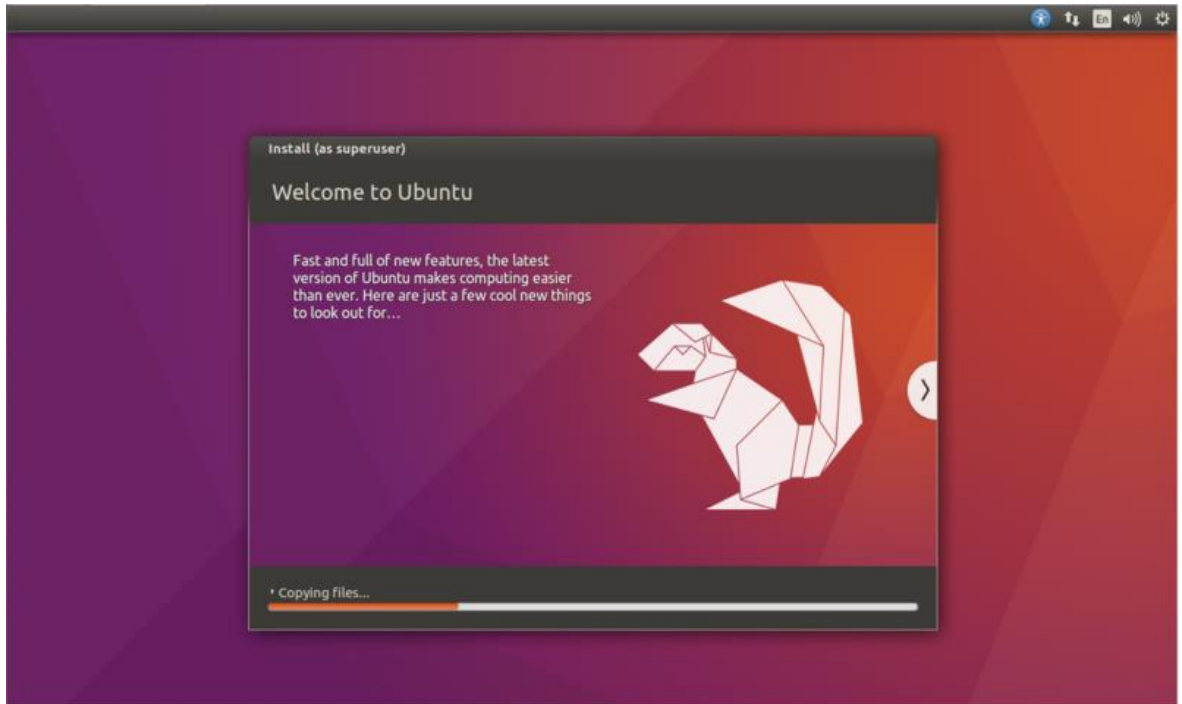 En
Install (as superuser)
Welcome to Ubuntu
Fast and full of new features, the latest
version of Ubuntu makes computing easier
than ever. Here are just a few cool new things
to look out for…
Copying files...